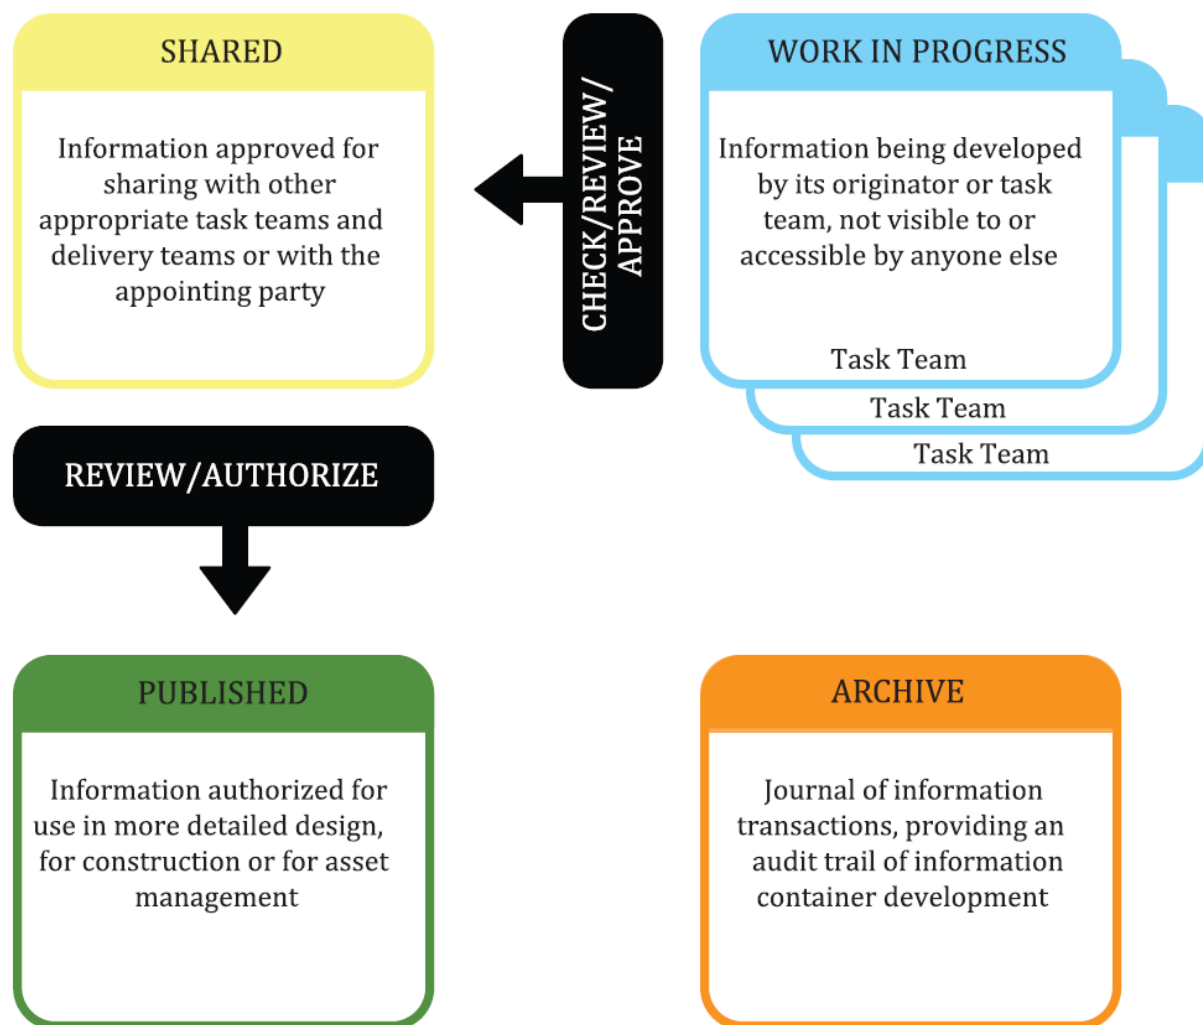 SHARED
Information approved for
sharing with other
appropriate task teams and
delivery teams or with the
appointing party
CHECK/REVIEW/
APPROVE
WORK IN PROGRESS
Information being developed
by its originator or task
team, not visible to or
accessible by anyone else
Task Team
Task Team
Task Team
REVIEW/AUTHORIZE
PUBLISHED
Information authorized for
use in more detailed design,
for construction or for asset
management
ARCHIVE
Journal of information
transactions, providing an
audit trail of information
container development